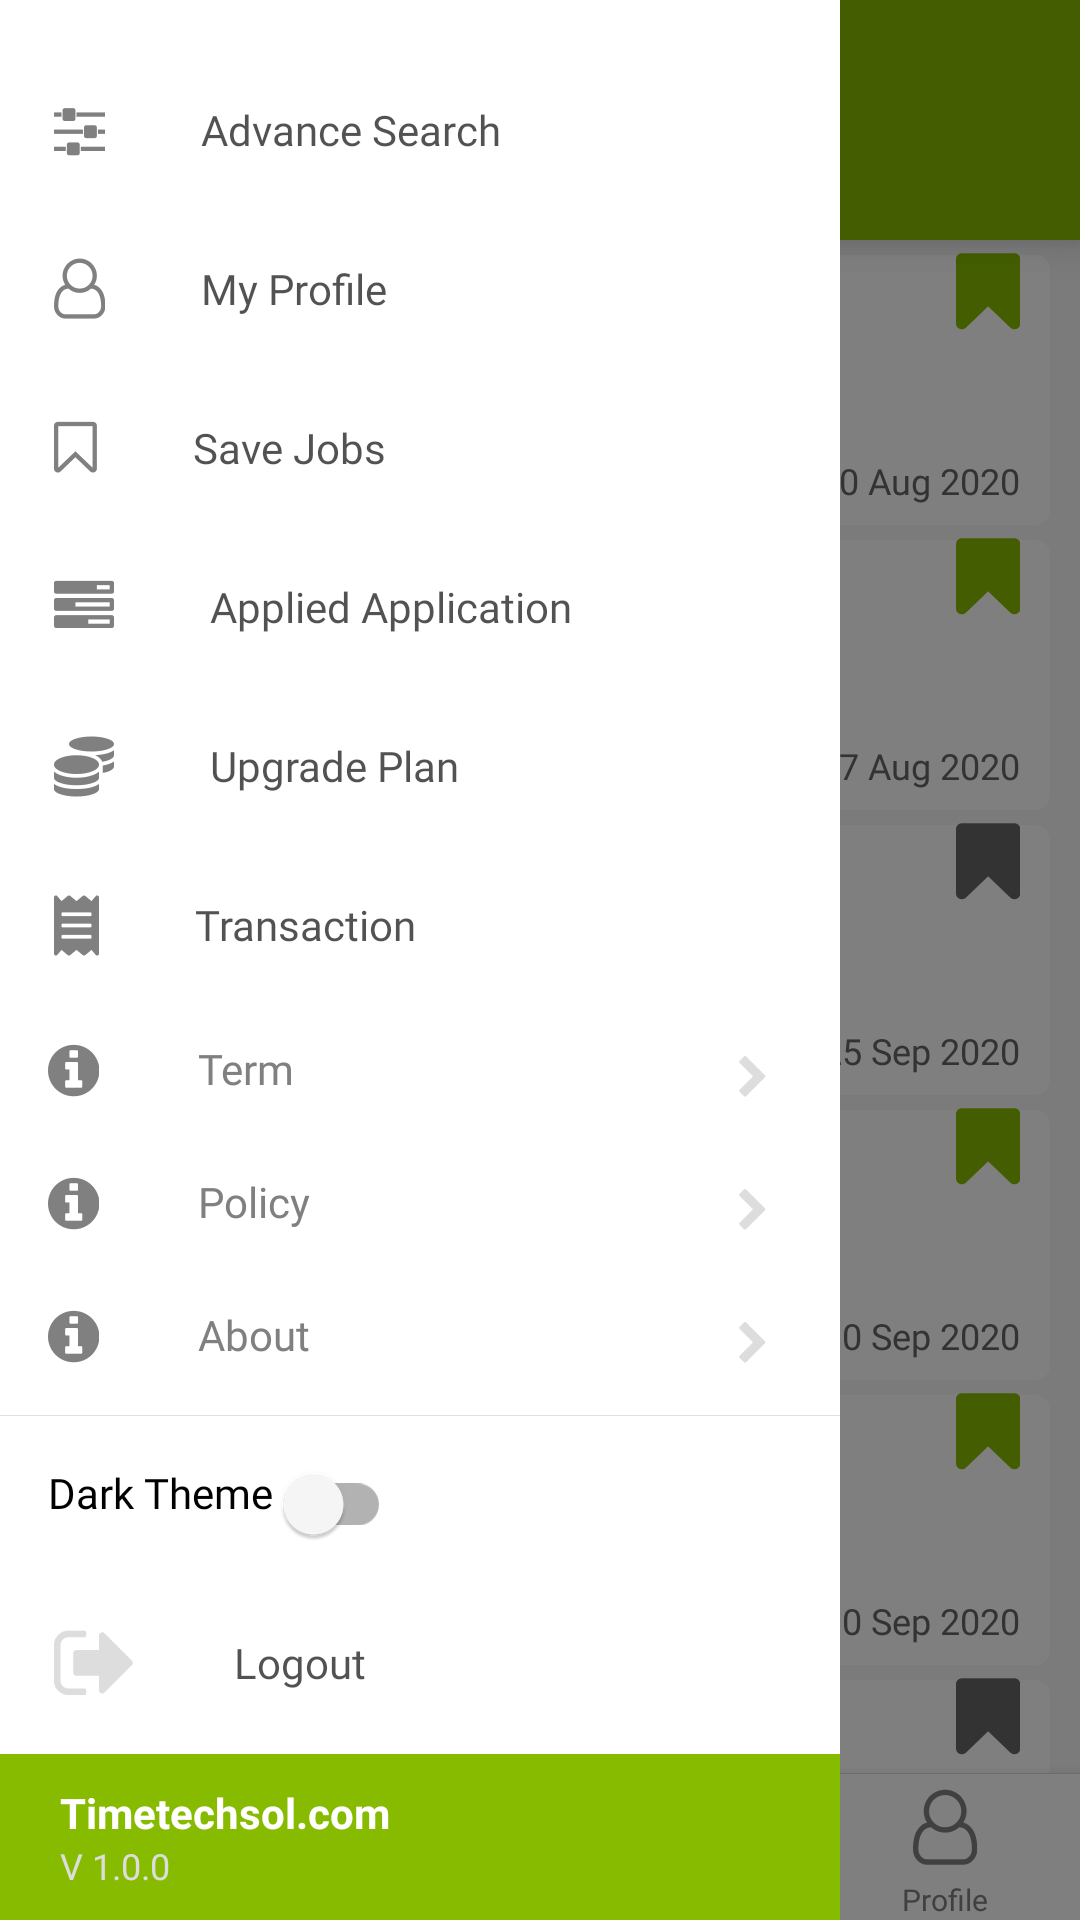 Advance Search
My Profile
Save Jobs
0 Aug 2020
Applied Application
Upgrade Plan
7 Aug 2020
Transaction
5 Sep 2020
Term
Policy
About
0 Sep 2020
Dark Theme
0 Sep 2020
Logout
Timetechsol.com
V 1.0.0
Profile